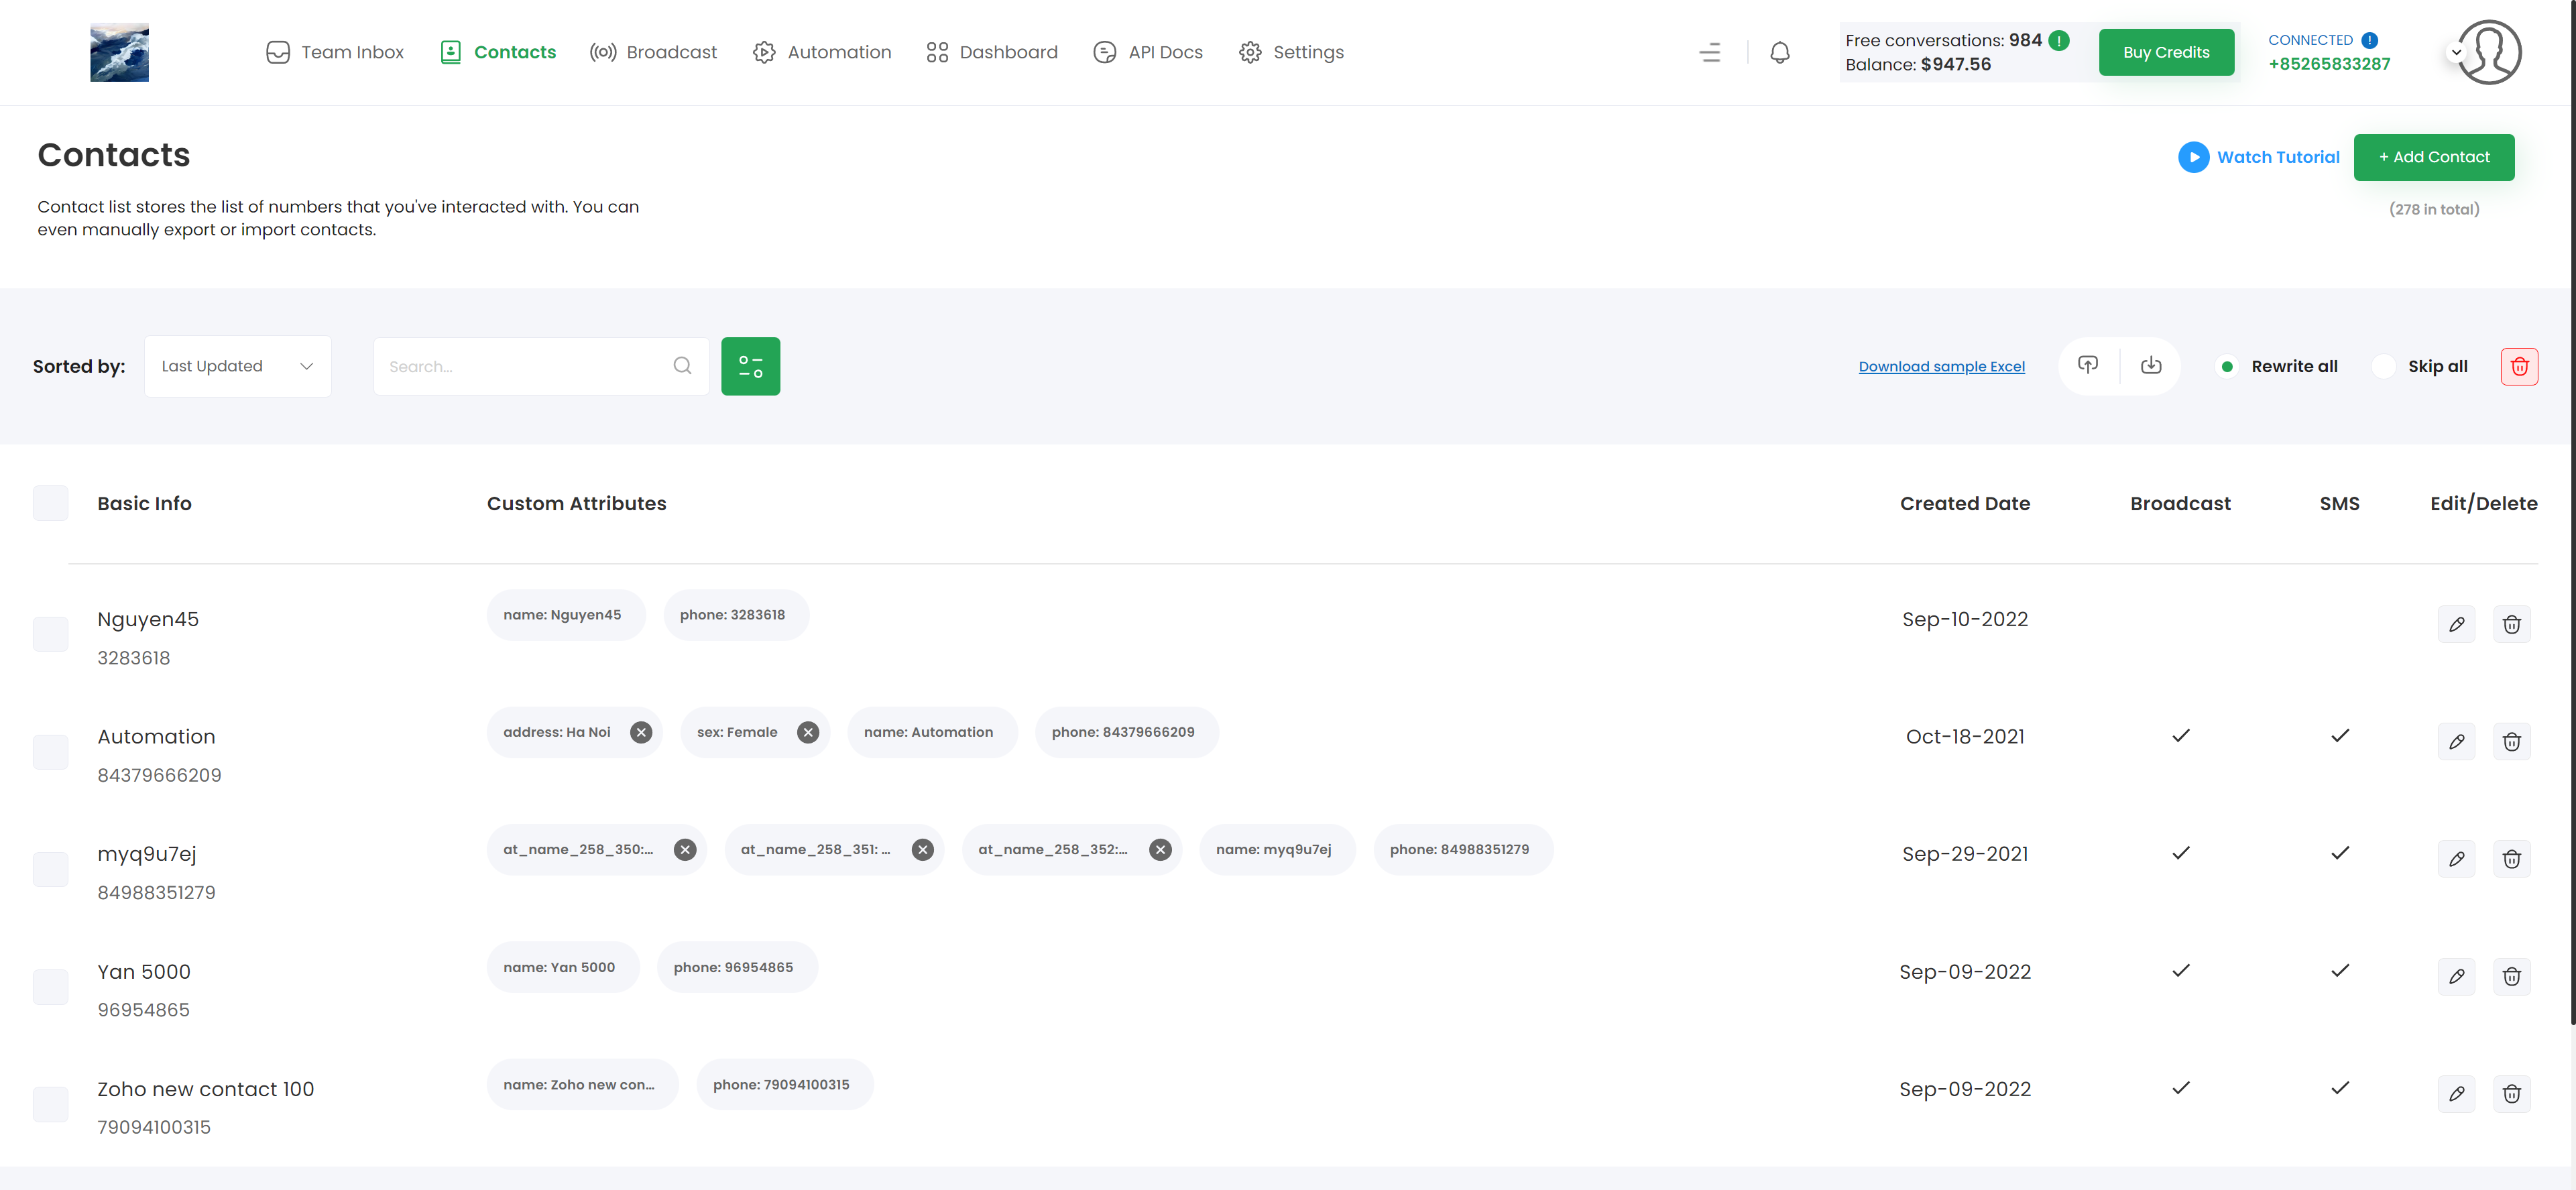 Team Inbox
Contacts
Broadcast
Automation
Dashboard
API Docs
Settings
Free conversations: 984
Balance: $947.56
Buy Credits
CONNECTED
+85265833287
Contacts
Watch Tutorial
+ Add Contact
Contact list stores the list of numbers that you've interacted with. You can
even manually export or import contacts.
(278 in total)
Sorted by:
Last Updated
Search...
Download sample Excel
Rewrite all
Skip all
Basic Info
Custom Attributes
Created Date
Broadcast
SMS
Edit/Delete
Nguyen45
3283618
name: Nguyen45
phone: 3283618
Sep-10-2022
Automation
84379666209
address: Ha Noi
sex: Female
name: Automation
phone: 84379666209
Oct-18-2021
myq9u7ej
84988351279
at_name_258_350:...
at_name_258_351: ...
at_name_258_352:...
name: myq9u7ej
phone: 84988351279
Sep-29-2021
Yan 5000
96954865
name: Yan 5000
phone: 96954865
Sep-09-2022
Zoho new contact 100
79094100315
name: Zoho new con...
phone: 79094100315
Sep-09-2022